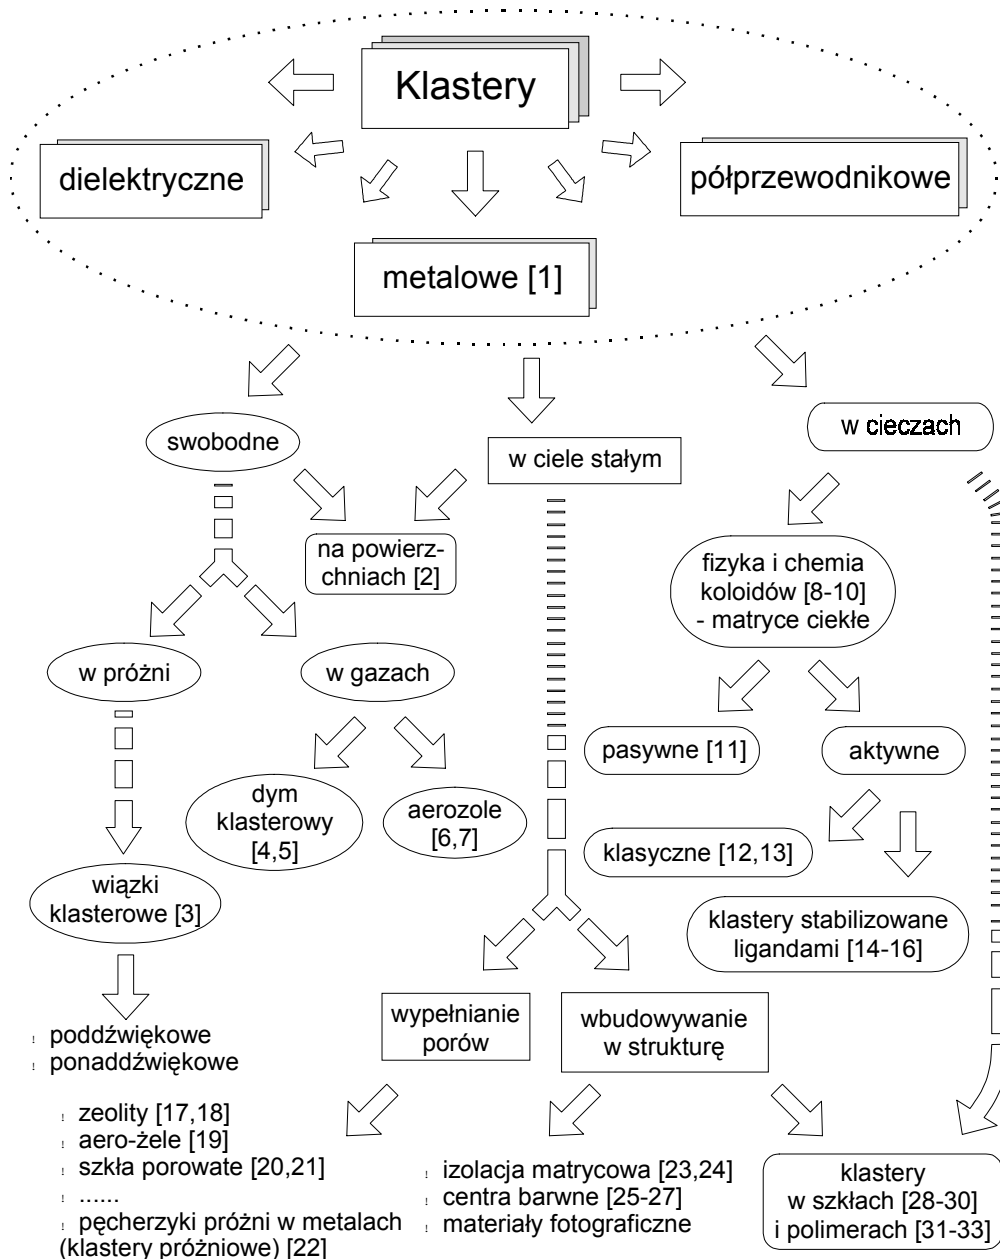 Klastery
dielektryczne
półprzewodnikowe
metalowe [1]
swobodne
w ciele stałym
w cieczach
na powierz-
chniach [2]
fizyka i chemia
koloidów [8-10]
- matryce ciekłe
w próżni
w gazach
pasywne [11]
aktywne
dym
klasterowy
[4,5]
aerozole
[6,7]
klasyczne [12,13]
wiązki
klasterowe [3]
klastery stabilizowane
ligandami [14-16]
wypełnianie
porów
wbudowywanie
w strukturę
! poddźwiękowe
! ponaddźwiękowe
! zeolity [17,18]
! aero-żele [19]
! szkła porowate [20,21]
! ......
! pęcherzyki próżni w metalach
(klastery próżniowe) [22]
! izolacja matrycowa [23,24]
! centra barwne [25-27]
! materiały fotograficzne
klastery
w szkłach [28-30]
i polimerach [31-33]